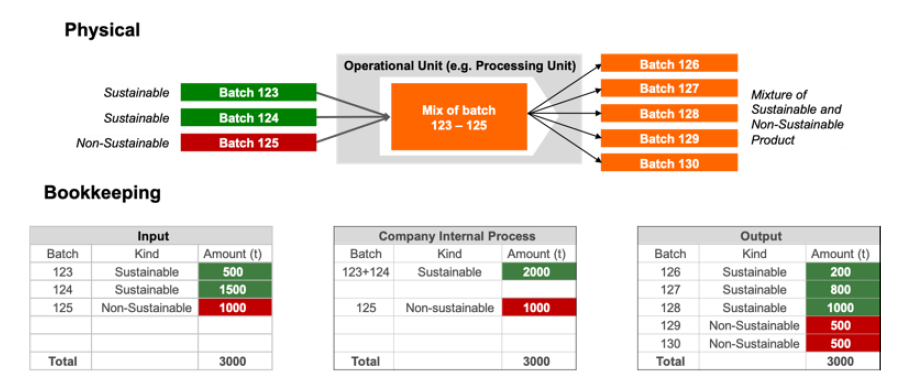 Physical
Operational Unit (e.g. Processing Unit)
Sustainable Batch 123
Sustainable Batch 124
Non-Sustainable Batch 125
Mix of batch
123 – 125
Batch 126
Batch 127
Batch 128
Batch 129
Batch 130
Mixture of
Sustainable and
Non-Sustainable
Product
Bookkeeping
Input
Batch Kind Amount (t)
123 Sustainable 500
124 Sustainable 1500
125 Non-Sustainable 1000
Total 3000
Company Internal Process
Batch Kind Amount (t)
123+124 Sustainable 2000
125 Non-sustainable 1000
Total 3000
Output
Batch Kind Amount (t)
126 Sustainable 200
127 Sustainable 800
128 Sustainable 1000
129 Non-Sustainable 500
130 Non-Sustainable 500
Total 3000